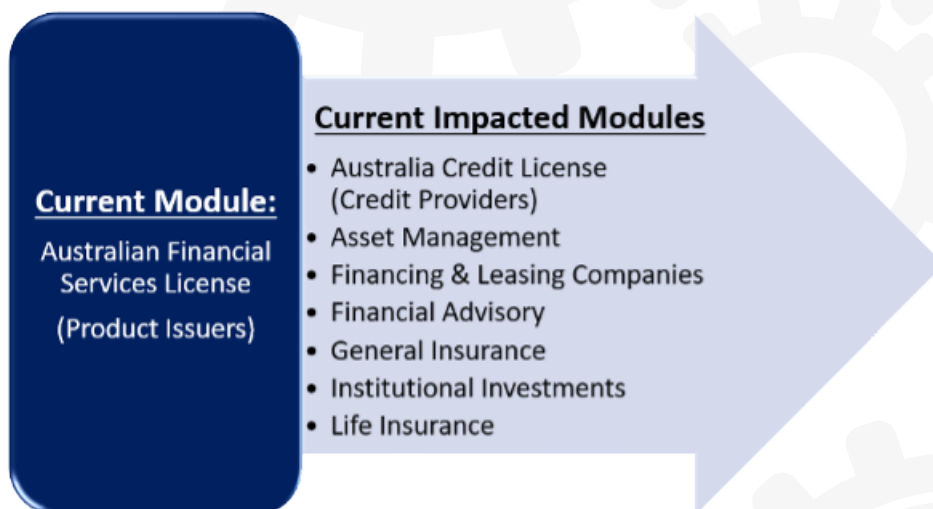 Current Module:
Australian Financial
Services License
(Product Issuers)
Current Impacted Modules
• Australia Credit License
(Credit Providers)
• Asset Management
• Financing & Leasing Companies
• Financial Advisory
• General Insurance
• Institutional Investments
• Life Insurance